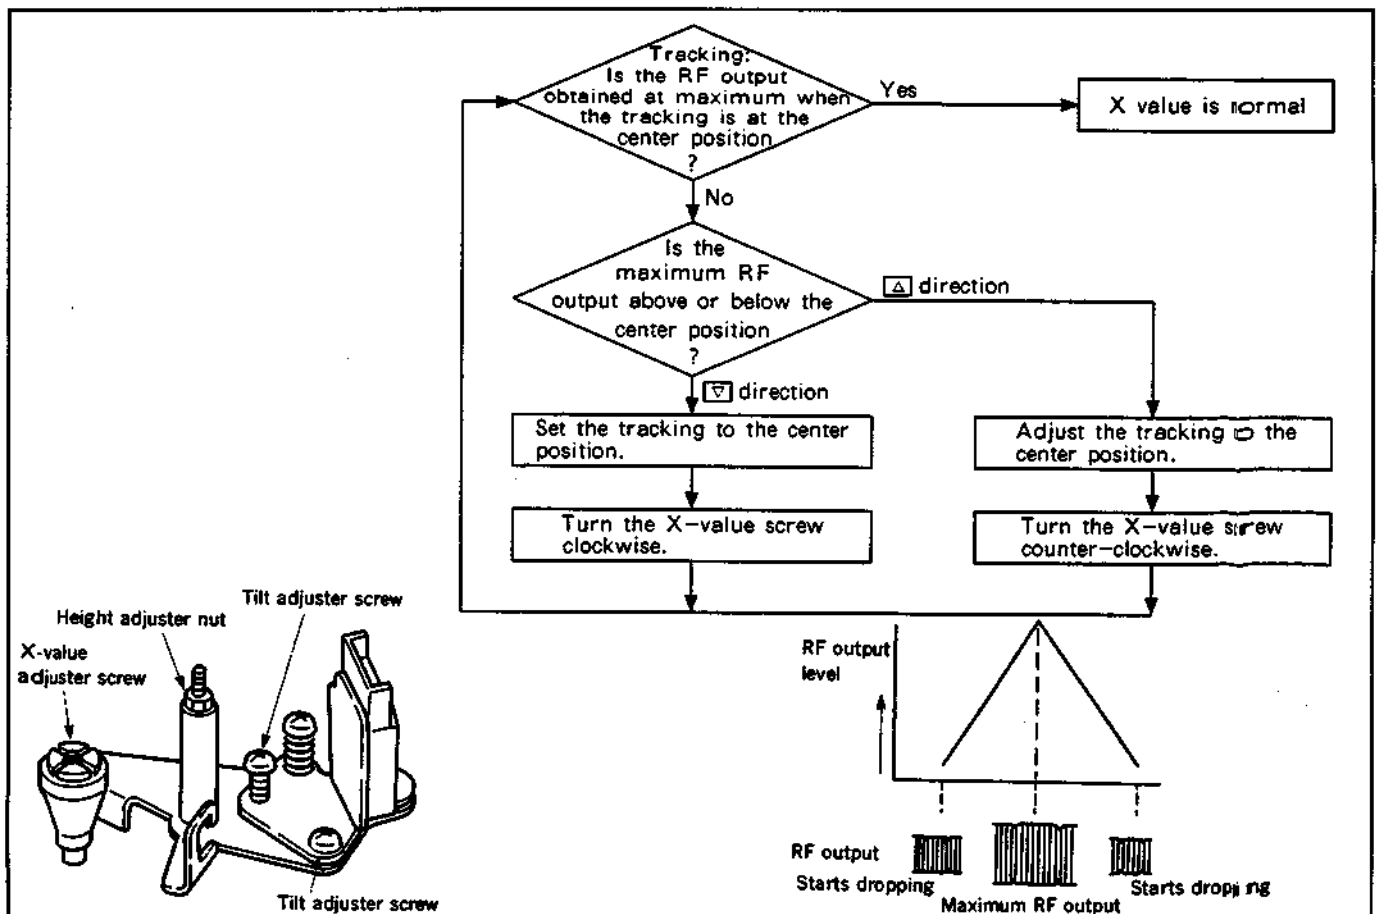 Tracking:
Is the RF output
obtained at maximum when
the tracking is at the
center position
?
Yes
X value is normal
No
Is the
maximum RF
output above or below the
center position
?
△ direction
▽ direction
Set the tracking to the center
position.
Adjust the tracking to the
center position.
Turn the X-value screw
clockwise.
Turn the X-value screw
counter-clockwise.
Tilt adjuster screw
Height adjuster nut
X-value
adjuster screw
Tilt adjuster screw
RF output
level
RF output
Starts dropping
Maximum RF output
Starts dropping